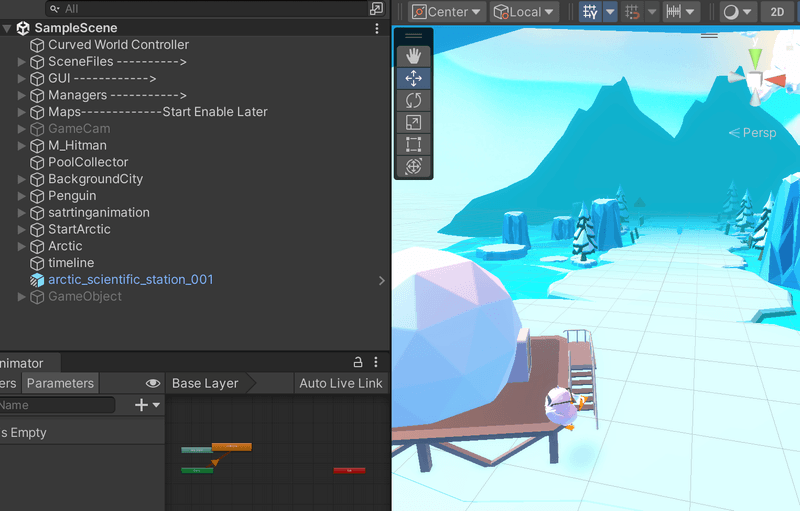 All
Center
Local
2D
SampleScene
Curved World Controller
SceneFiles ---------->
GUI ------------>
Managers ----------->
Maps-------------Start Enable Later
GameCam
M_Hitman
PoolCollector
BackgroundCity
Penguin
satrtinganimation
StartArctic
Arctic
timeline
arctic_scientific_station_001
GameObject
Persp
nimator
ers
Parameters
Base Layer
Auto Live Link
Name
s Empty